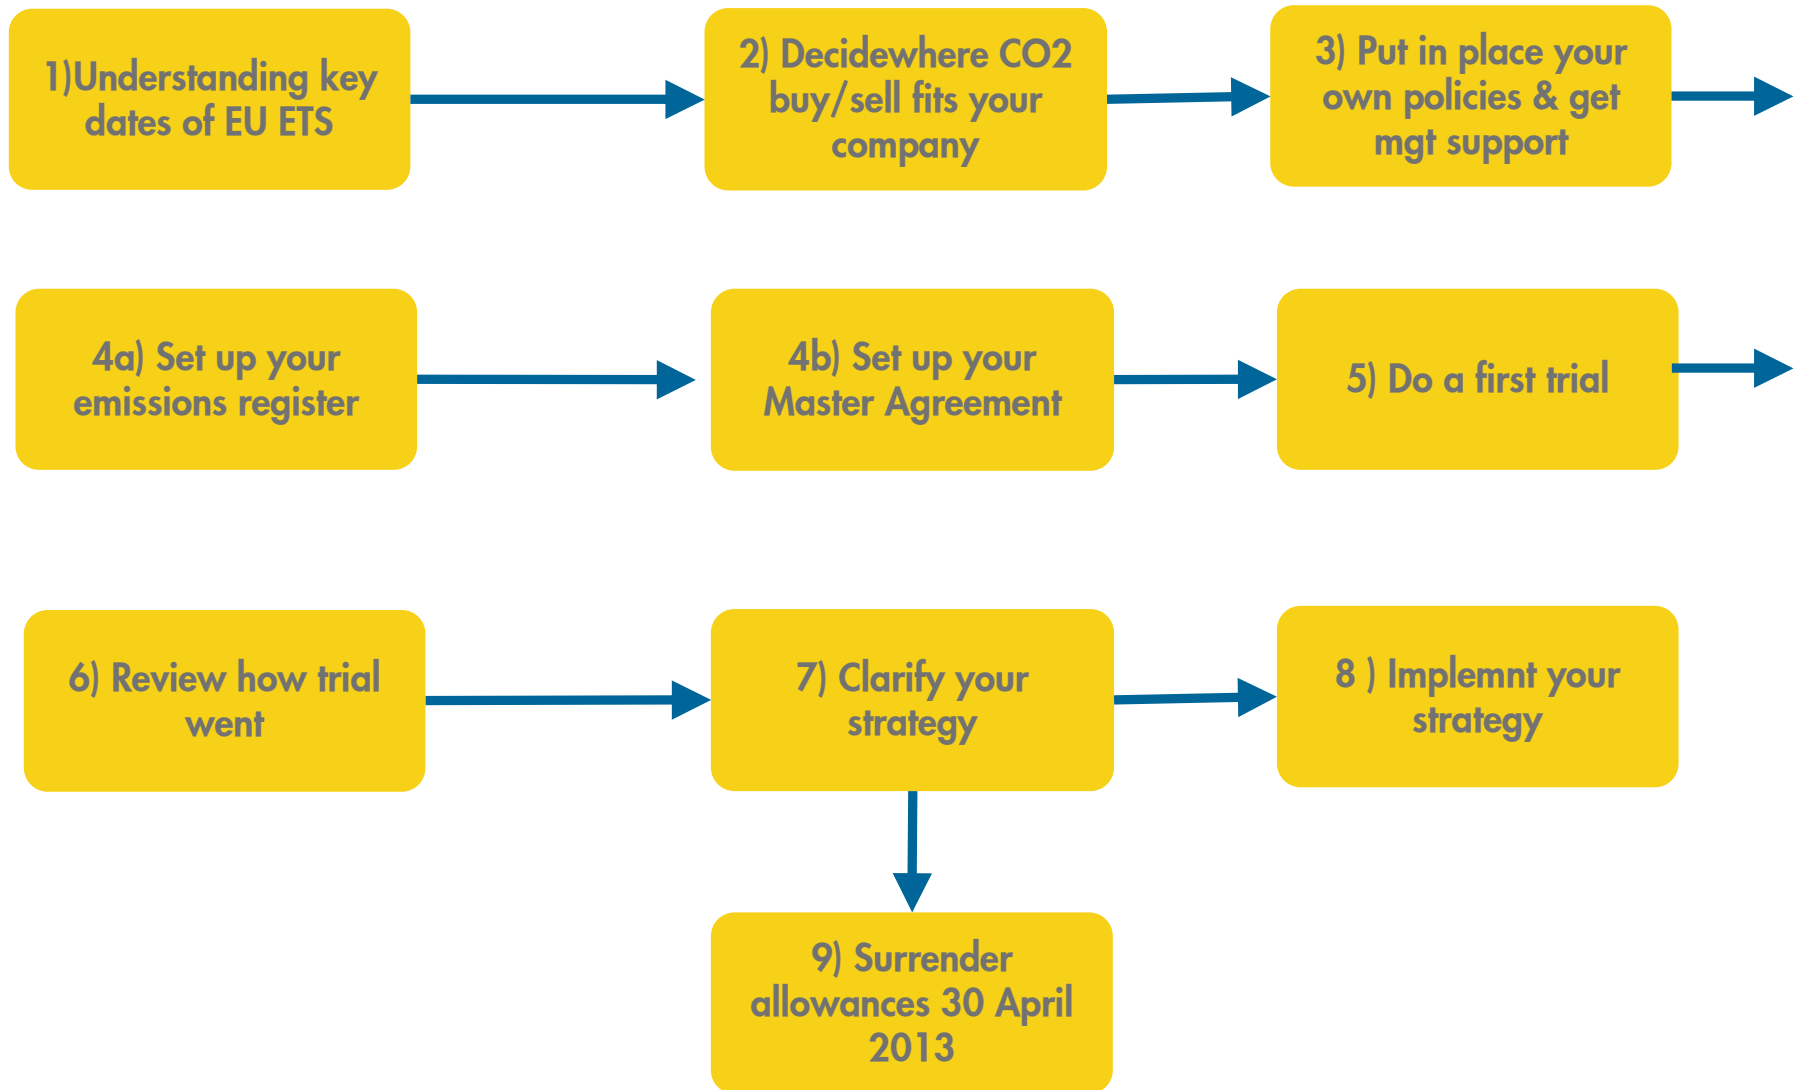 1)Understanding key
dates of EU ETS
2) Decidewhere CO2
buy/sell fits your
company
3) Put in place your
own policies & get
mgt support
4a) Set up your
emissions register
4b) Set up your
Master Agreement
5) Do a first trial
6) Review how trial
went
7) Clarify your
strategy
8 ) Implemnt your
strategy
9) Surrender
allowances 30 April
2013